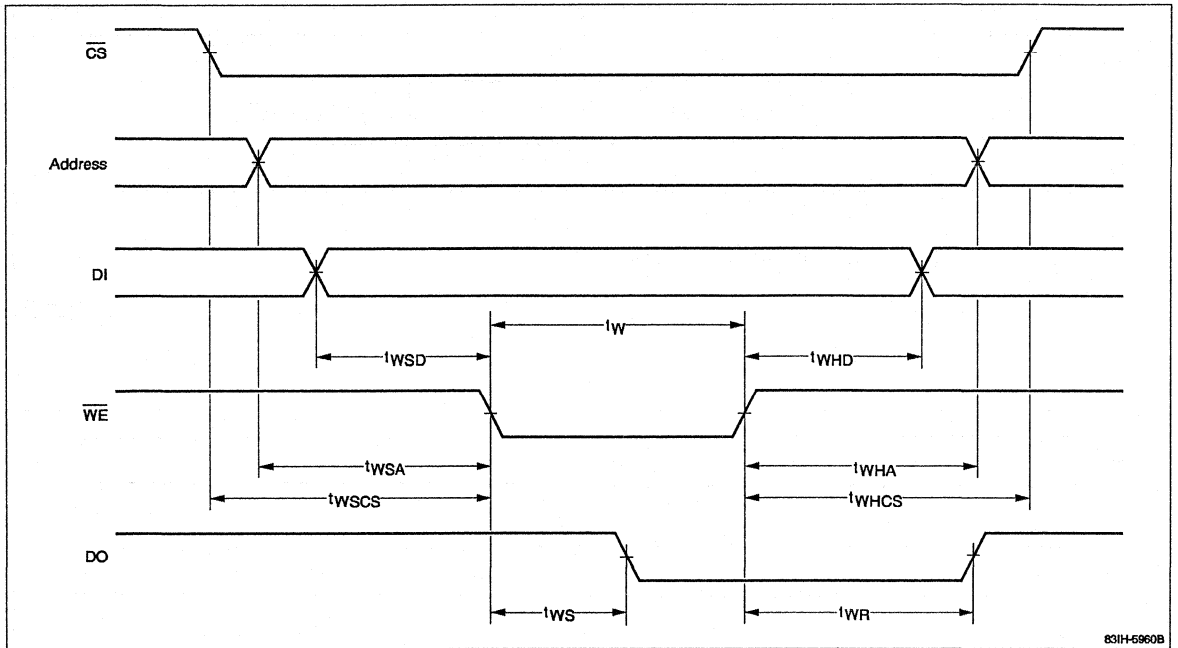 CS
Address
DI
tW
tWSD
tWHD
WE
tWSA
tWHA
tWSCS
tWHCS
DO
tWS
tWR
83IH-5960B